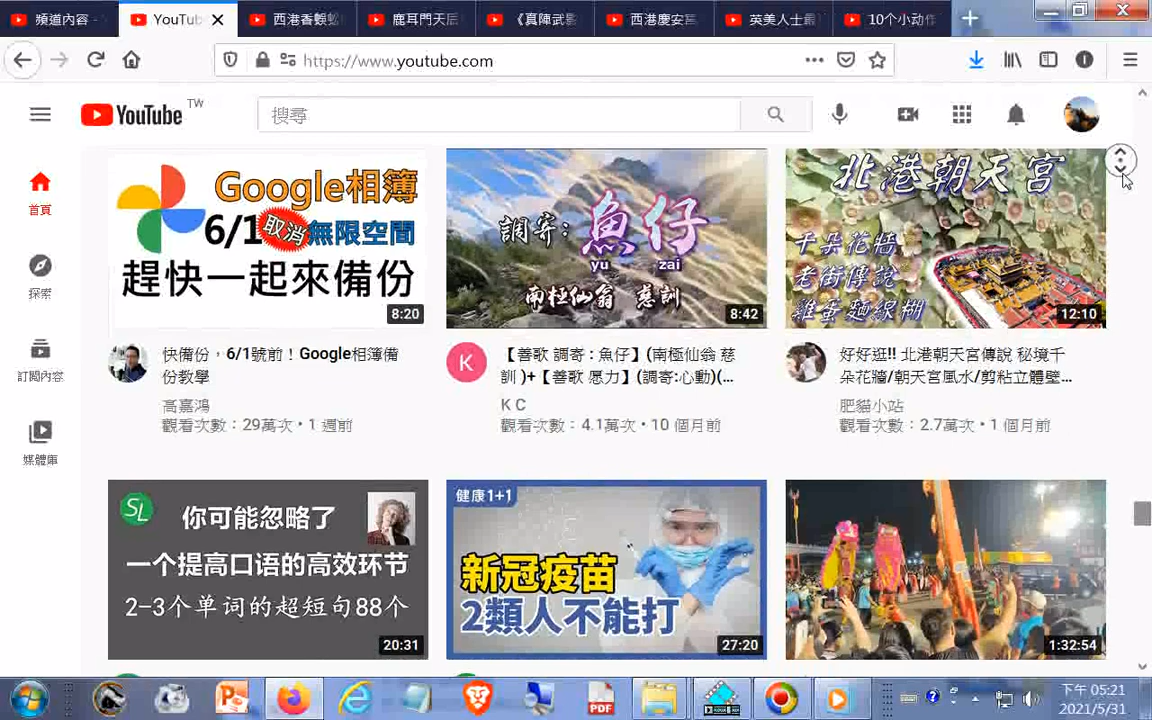 頻道內容 -
YouTub
西港香觀蚣
鹿耳門天后
《真陣武
西港慶安宮
英美人士最
10个小动作
https://www.youtube.com
YouTube TW
搜尋
首頁
探索
訂閱內容
媒體庫
Google相簿
6/1取消無限空間
趕快一起來備份
8:20
快備份，6/1號前！Google相簿備
份教學
高嘉鴻
觀看次數：29萬次 • 1 週前
調寄: 魚仔
yu zai
南極仙翁 慈訓
8:42
K
【善歌 調寄 : 魚仔】(南極仙翁 慈
訓 )+【善歌 愿力】(調寄:心動)(...
K C
觀看次數：4.1萬次 • 10 個月前
北港朝天宮
千朵花牆
老街傳說
雞蛋麵線糊
12:10
好好逛!! 北港朝天宮傳說 秘境千
朵花牆/朝天宮風水/剪粘立體壁...
肥貓小站
觀看次數：2.7萬次 • 1 個月前
SL
你可能忽略了
一个提高口语的高效环节
2-3个单词的超短句88个
20:31
健康1+1
新冠疫苗
2類人不能打
27:20
1:32:54
PDF
下午 05:21
2021/5/31